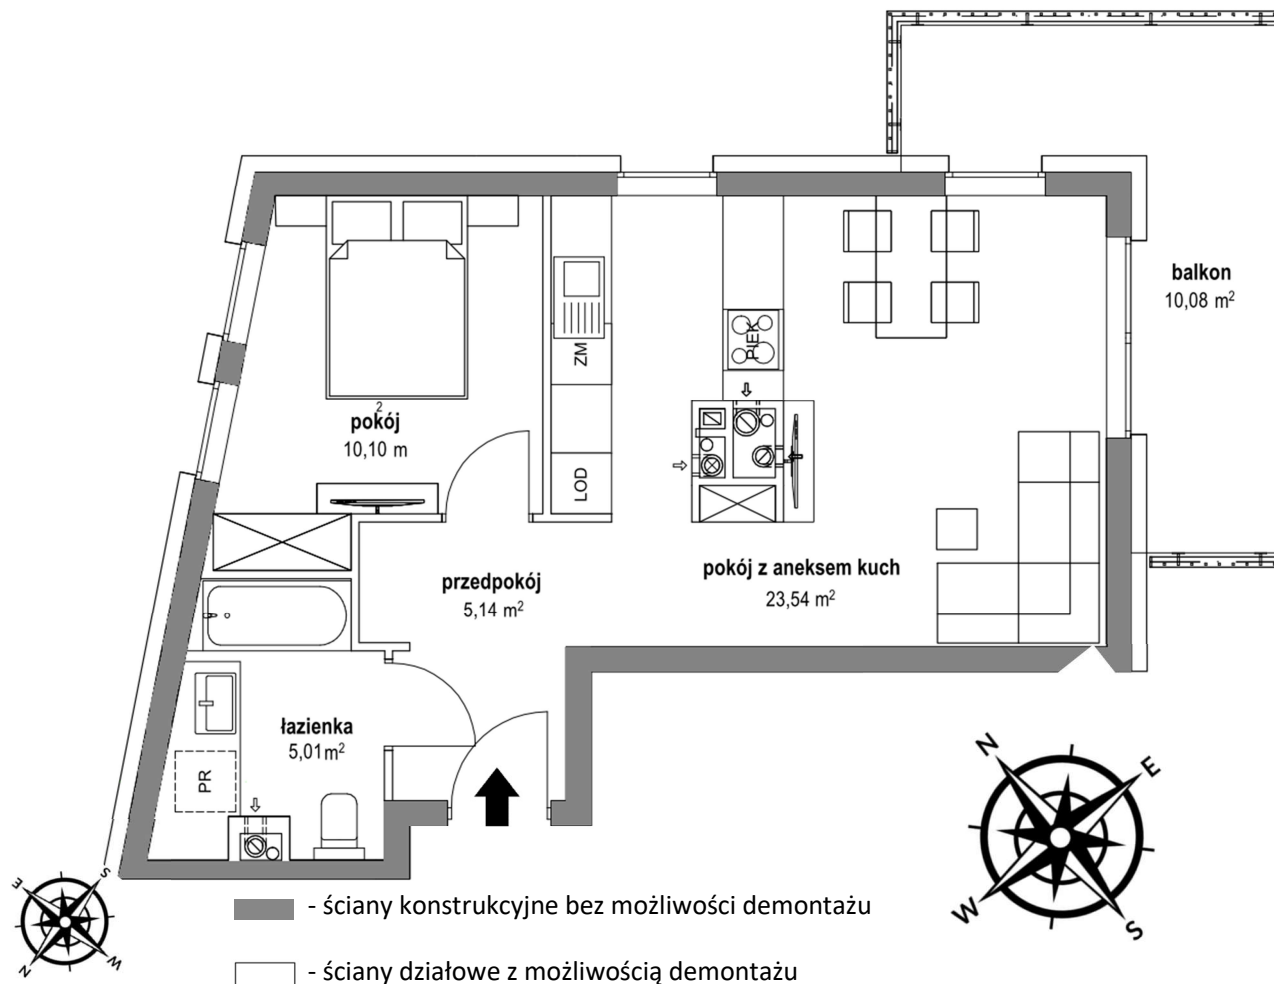 balkon
10,08 m²
PIEK
ZM
2
pokój
10,10 m
LOD
przedpokój
5,14 m²
pokój z aneksem kuch
23,54 m²
łazienka
5,01m²
PR
N
E
W
S
S
E
W
N
- ściany konstrukcyjne bez możliwości demontażu
- ściany działowe z możliwością demontażu